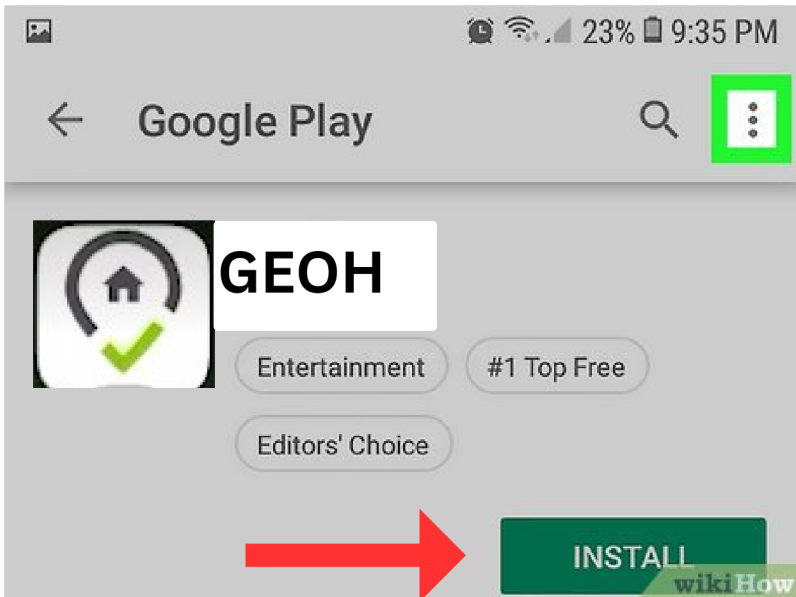 23% 9:35 PM
Google Play
GEOH
Entertainment #1 Top Free
Editors' Choice
INSTALL
wikiHow